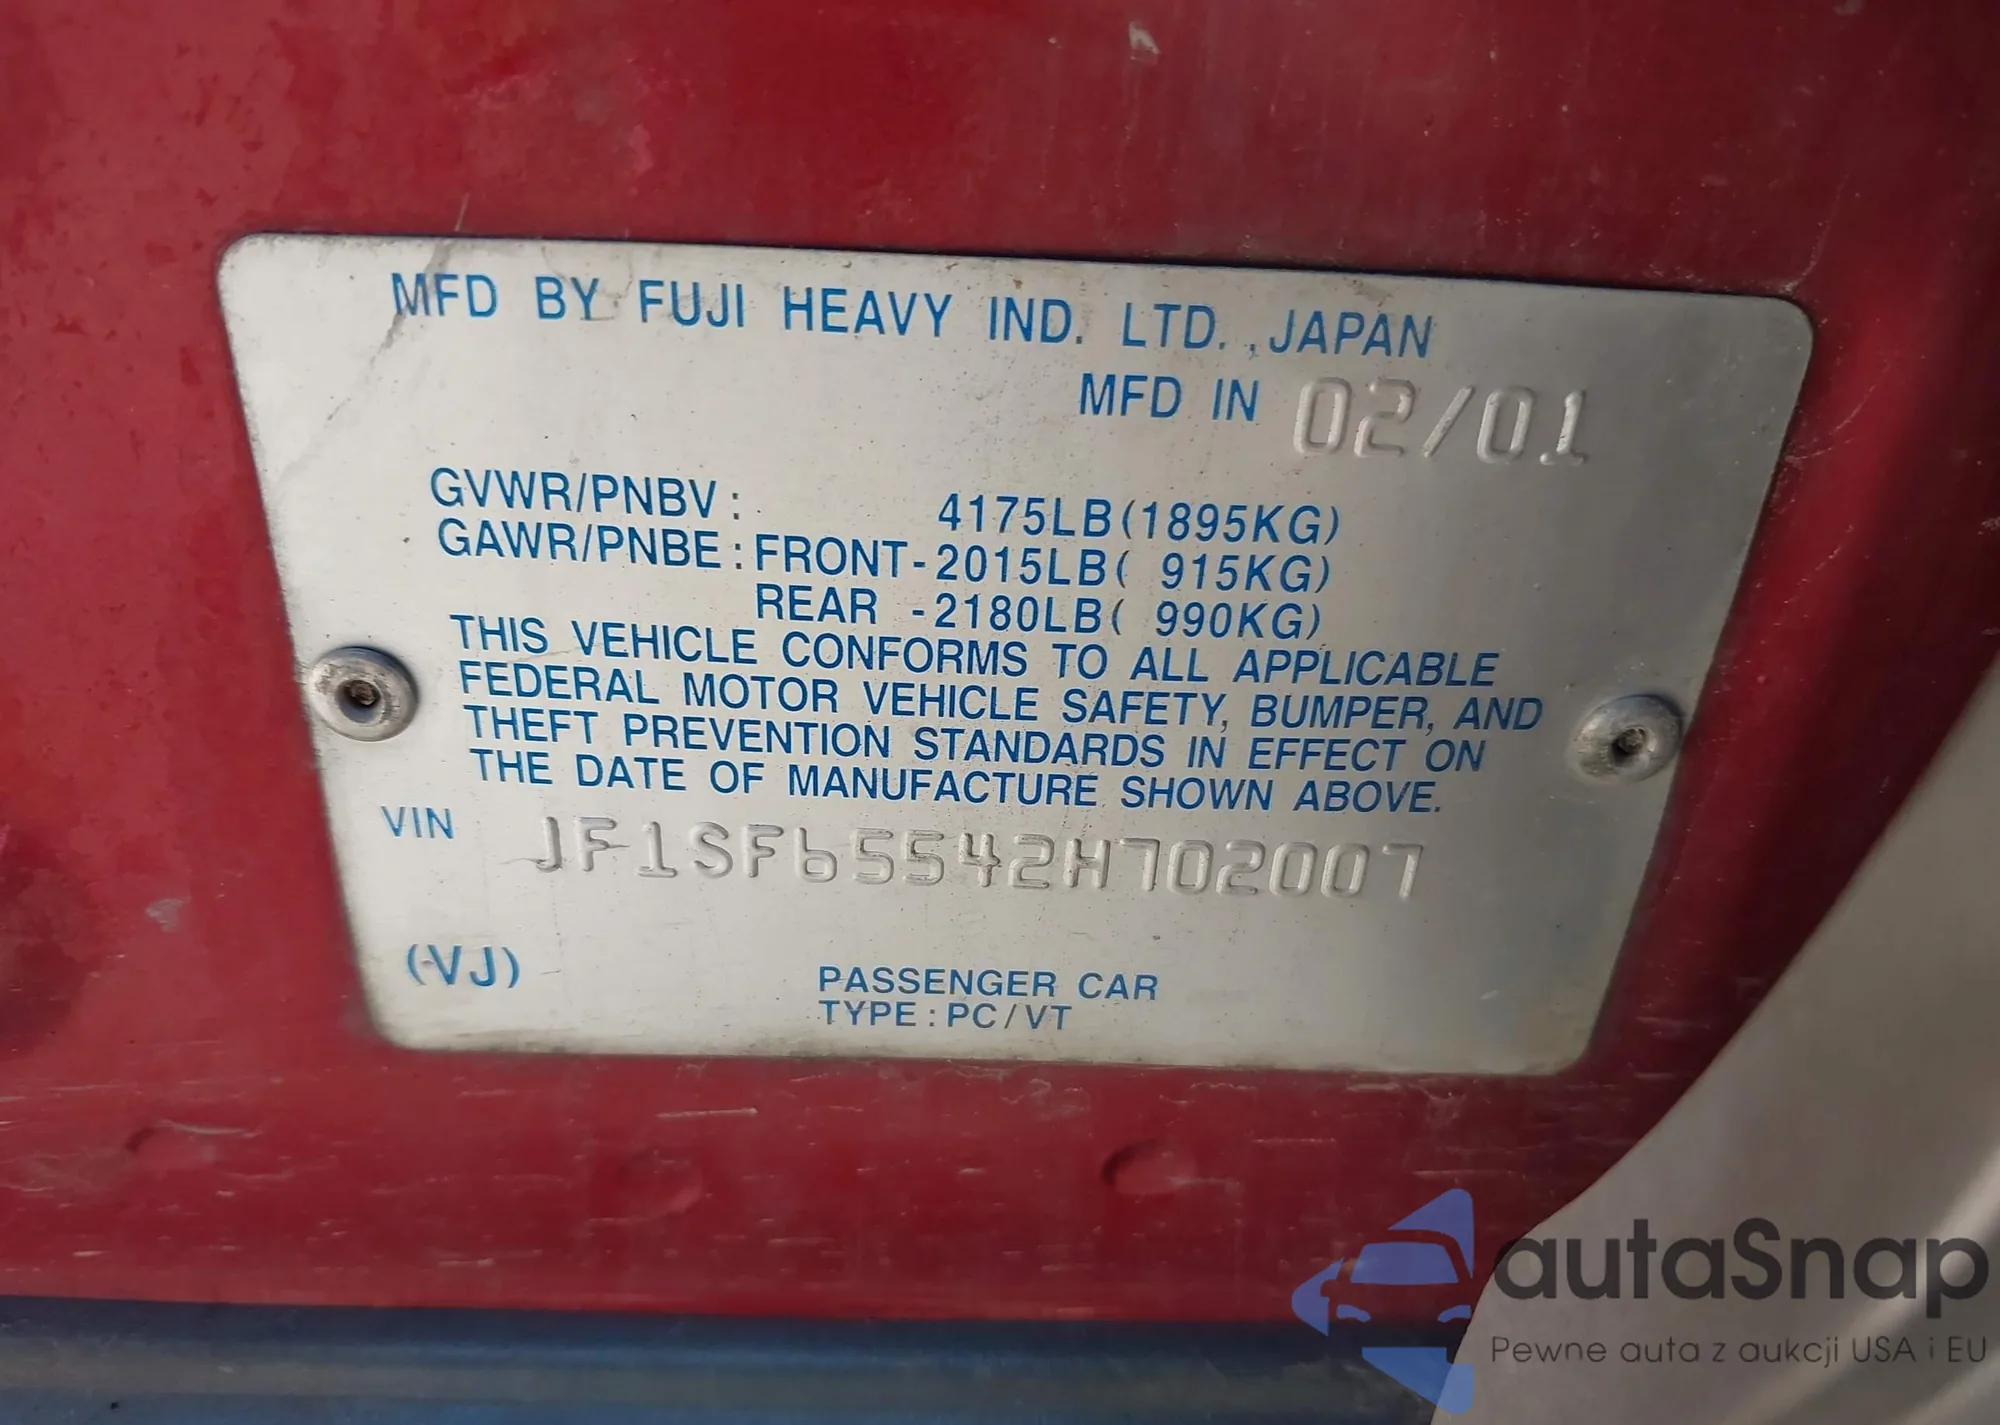 MFD BY FUJI HEAVY IND. LTD.,JAPAN
MFD IN 02/01
GVWR/PNBV: 4175LB(1895KG)
GAWR/PNBE:FRONT-2015LB( 915KG)
REAR -2180LB( 990KG)
THIS VEHICLE CONFORMS TO ALL APPLICABLE
FEDERAL MOTOR VEHICLE SAFETY, BUMPER, AND
THEFT PREVENTION STANDARDS IN EFFECT ON
THE DATE OF MANUFACTURE SHOWN ABOVE.
VIN JF1SF65542H702007
(-VJ)
PASSENGER CAR
TYPE:PC/VT
autaSnap
Pewne auta z aukcji USA i EU